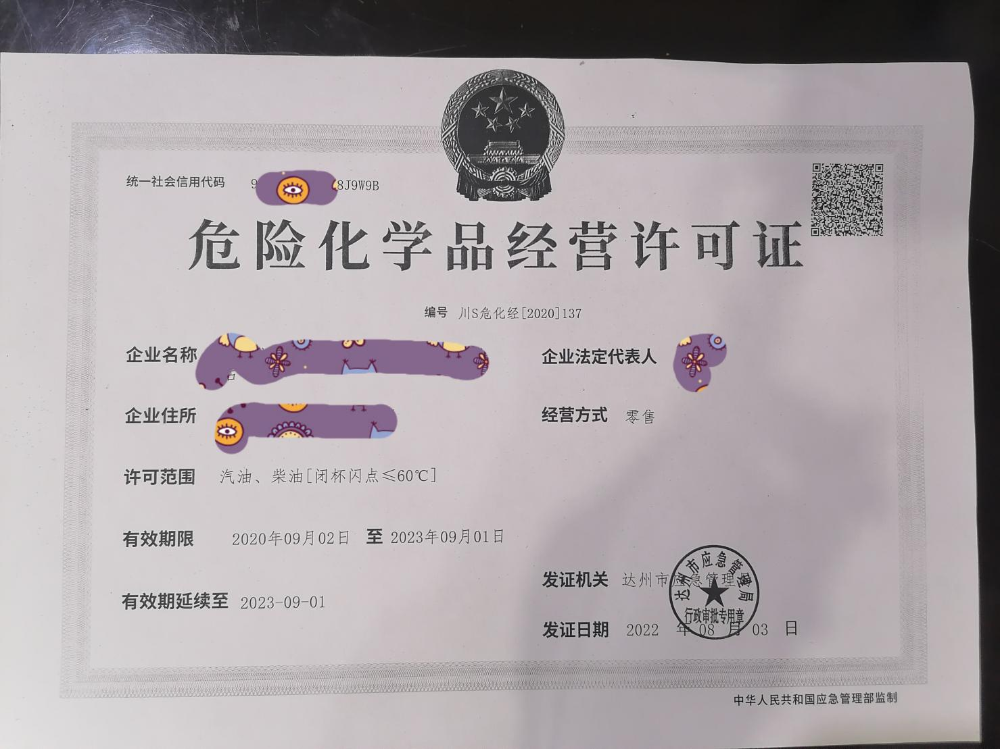 统一社会信用代码 9 8J9W9B
危险化学品经营许可证
编号 川S危化经[2020]137
企业名称
企业法定代表人
企业住所
经营方式 零售
许可范围 汽油、柴油[闭杯闪点≤60℃]
有效期限 2020年09月02日 至 2023年09月01日
发证机关 达州市应急管理局
有效期延续至 2023-09-01
发证日期 2022 年 08 月 03 日
达州市应急管理局
行政审批专用章
中华人民共和国应急管理部监制